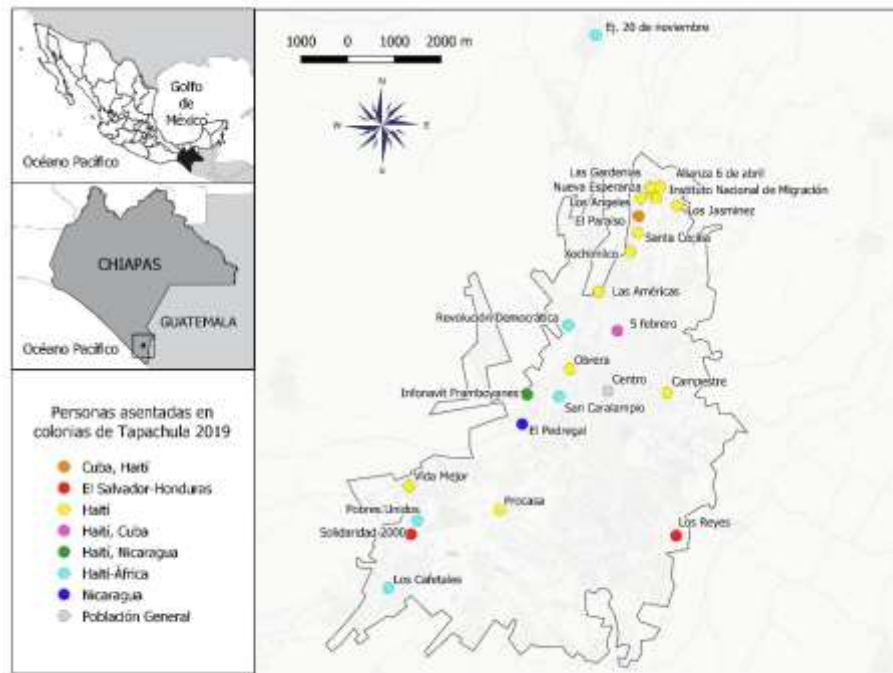 Golfo
de
México
Océano Pacífico
CHIAPAS
GUATEMALA
Océano Pacífico
Personas asentadas en
colonias de Tapachula 2019
Cuba, Haití
El Salvador-Honduras
Haití
Haití, Cuba
Haití, Nicaragua
Haití-África
Nicaragua
Población General
1000 0 1000 2000 m
N
W E
S
Ej. 20 de noviembre
Las Gardenias
Alianza 6 de abril
Nueva Esperanza
Instituto Nacional de Migración
Los Angeles
Los Jasminez
El Paraiso
Santa Cecilia
Xochimilco
Las Américas
Revolución Democrática
5 febrero
Obrera
Centro
Campestre
Infonavit Framboyanes
San Caralampio
El Pedregal
Vida Mejor
Procasa
Pobres Unidos
Solidaridad 2000
Los Reyes
Los Cafetales